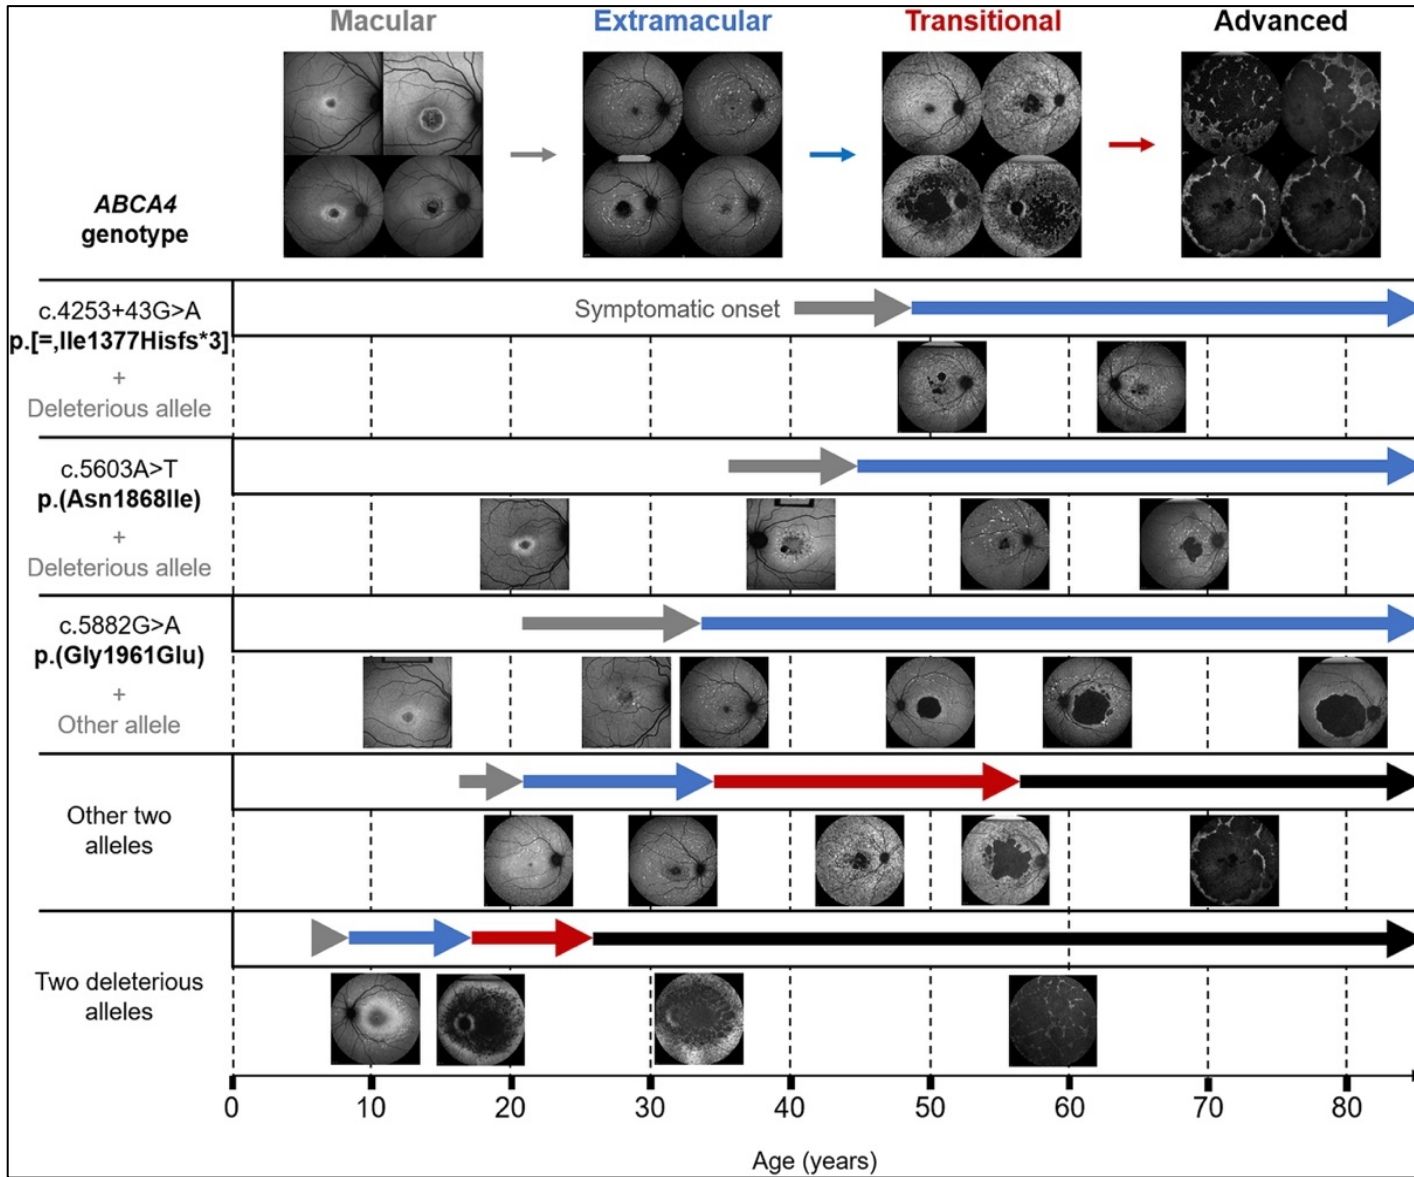 Macular
Extramacular
Transitional
Advanced
ABCA4
genotype
c.4253+43G>A
p.[=,Ile1377Hisfs*3]
+
Deleterious allele
Symptomatic onset
c.5603A>T
p.(Asn1868Ile)
+
Deleterious allele
c.5882G>A
p.(Gly1961Glu)
+
Other allele
Other two
alleles
Two deleterious
alleles
0 10 20 30 40 50 60 70 80
Age (years)